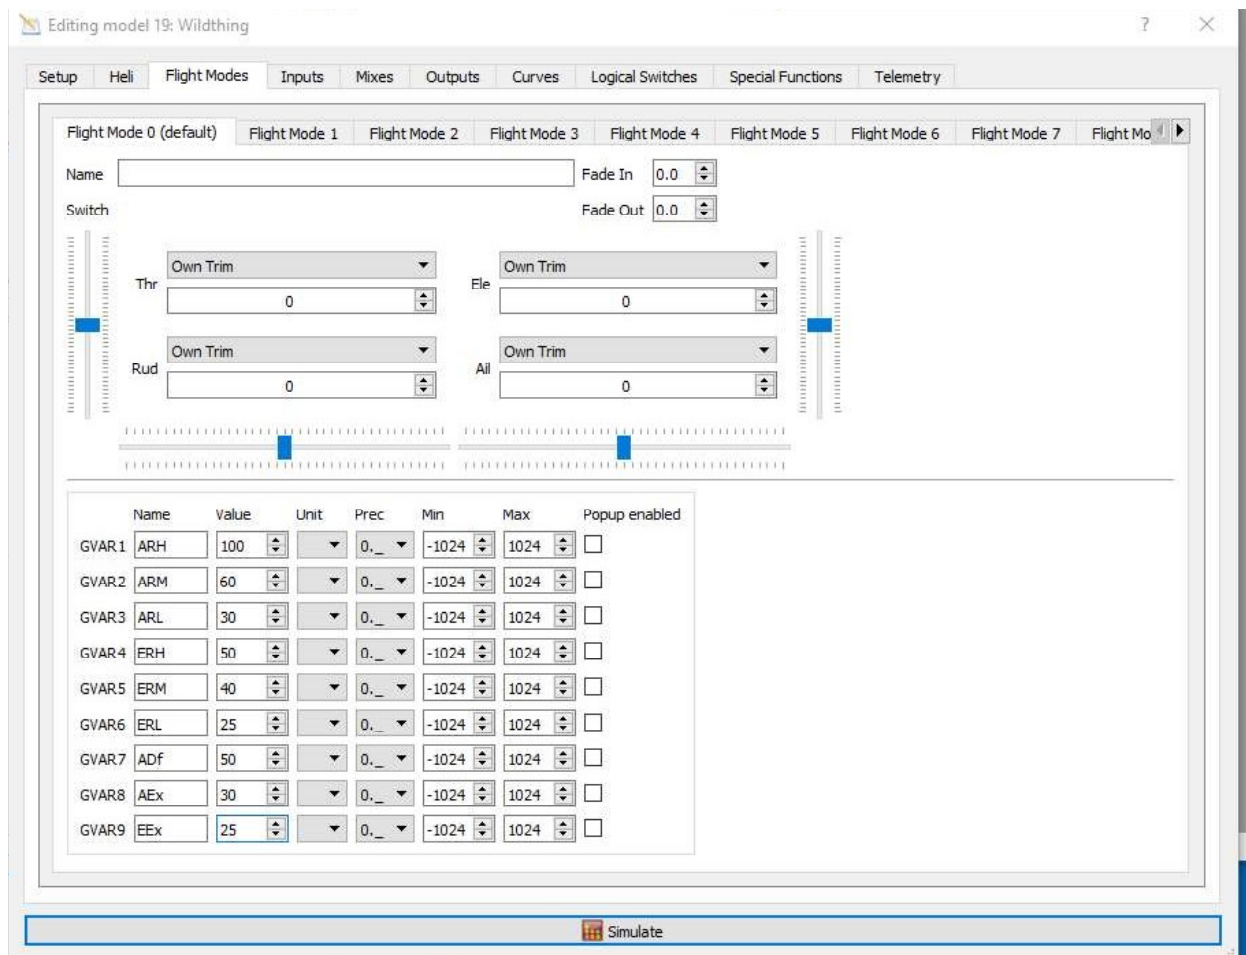 Editing model 19: Wildthing ?
Setup Heli Flight Modes Inputs Mixes Outputs Curves Logical Switches Special Functions Telemetry
Flight Mode 0 (default) Flight Mode 1 Flight Mode 2 Flight Mode 3 Flight Mode 4 Flight Mode 5 Flight Mode 6 Flight Mode 7 Flight Mo
Name Fade In 0.0
Switch Fade Out 0.0
Thr Own Trim Ele Own Trim
0 0
Rud Own Trim Ail Own Trim
0 0
Name Value Unit Prec Min Max Popup enabled
GVAR1 ARH 100 0._ -1024 1024
GVAR2 ARM 60 0._ -1024 1024
GVAR3 ARL 30 0._ -1024 1024
GVAR4 ERH 50 0._ -1024 1024
GVAR5 ERM 40 0._ -1024 1024
GVAR6 ERL 25 0._ -1024 1024
GVAR7 ADf 50 0._ -1024 1024
GVAR8 AEx 30 0._ -1024 1024
GVAR9 EEx 25 0._ -1024 1024
Simulate